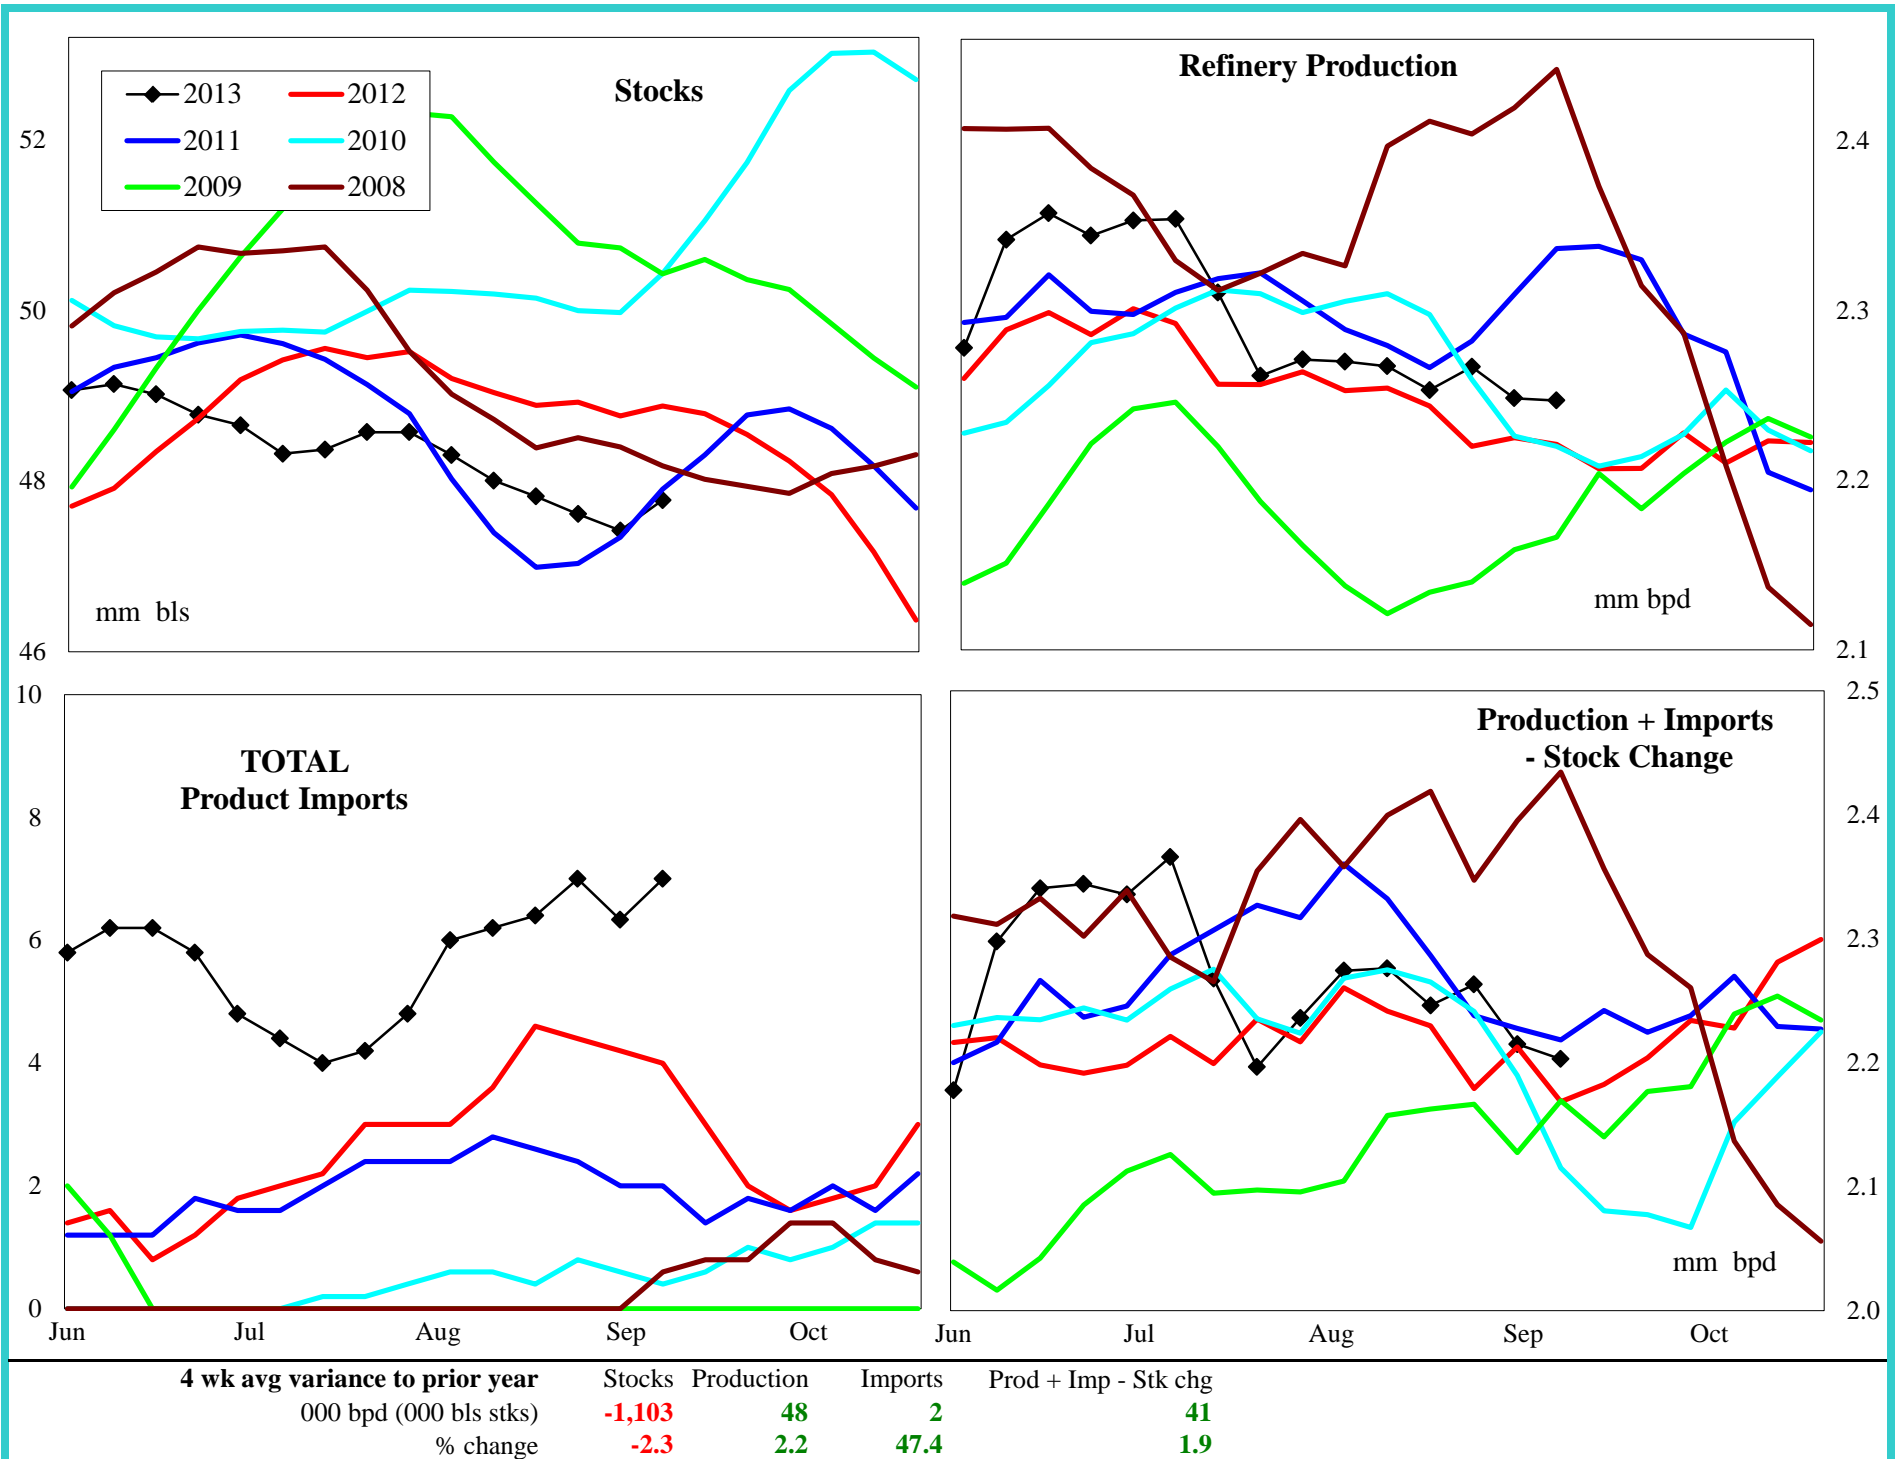 Stocks
2013 2012
2011 2010
2009 2008
52
50
48
46
mm bls
Refinery Production
2.4
2.3
2.2
2.1
mm bpd
TOTAL
Product Imports
10
8
6
4
2
0
Jun Jul Aug Sep Oct
Production + Imports
- Stock Change
2.5
2.4
2.3
2.2
2.1
2.0
mm bpd
Jun Jul Aug Sep Oct
4 wk avg variance to prior year Stocks Production Imports Prod + Imp - Stk chg
000 bpd (000 bls stks) -1,103 48 2 41
% change -2.3 2.2 47.4 1.9